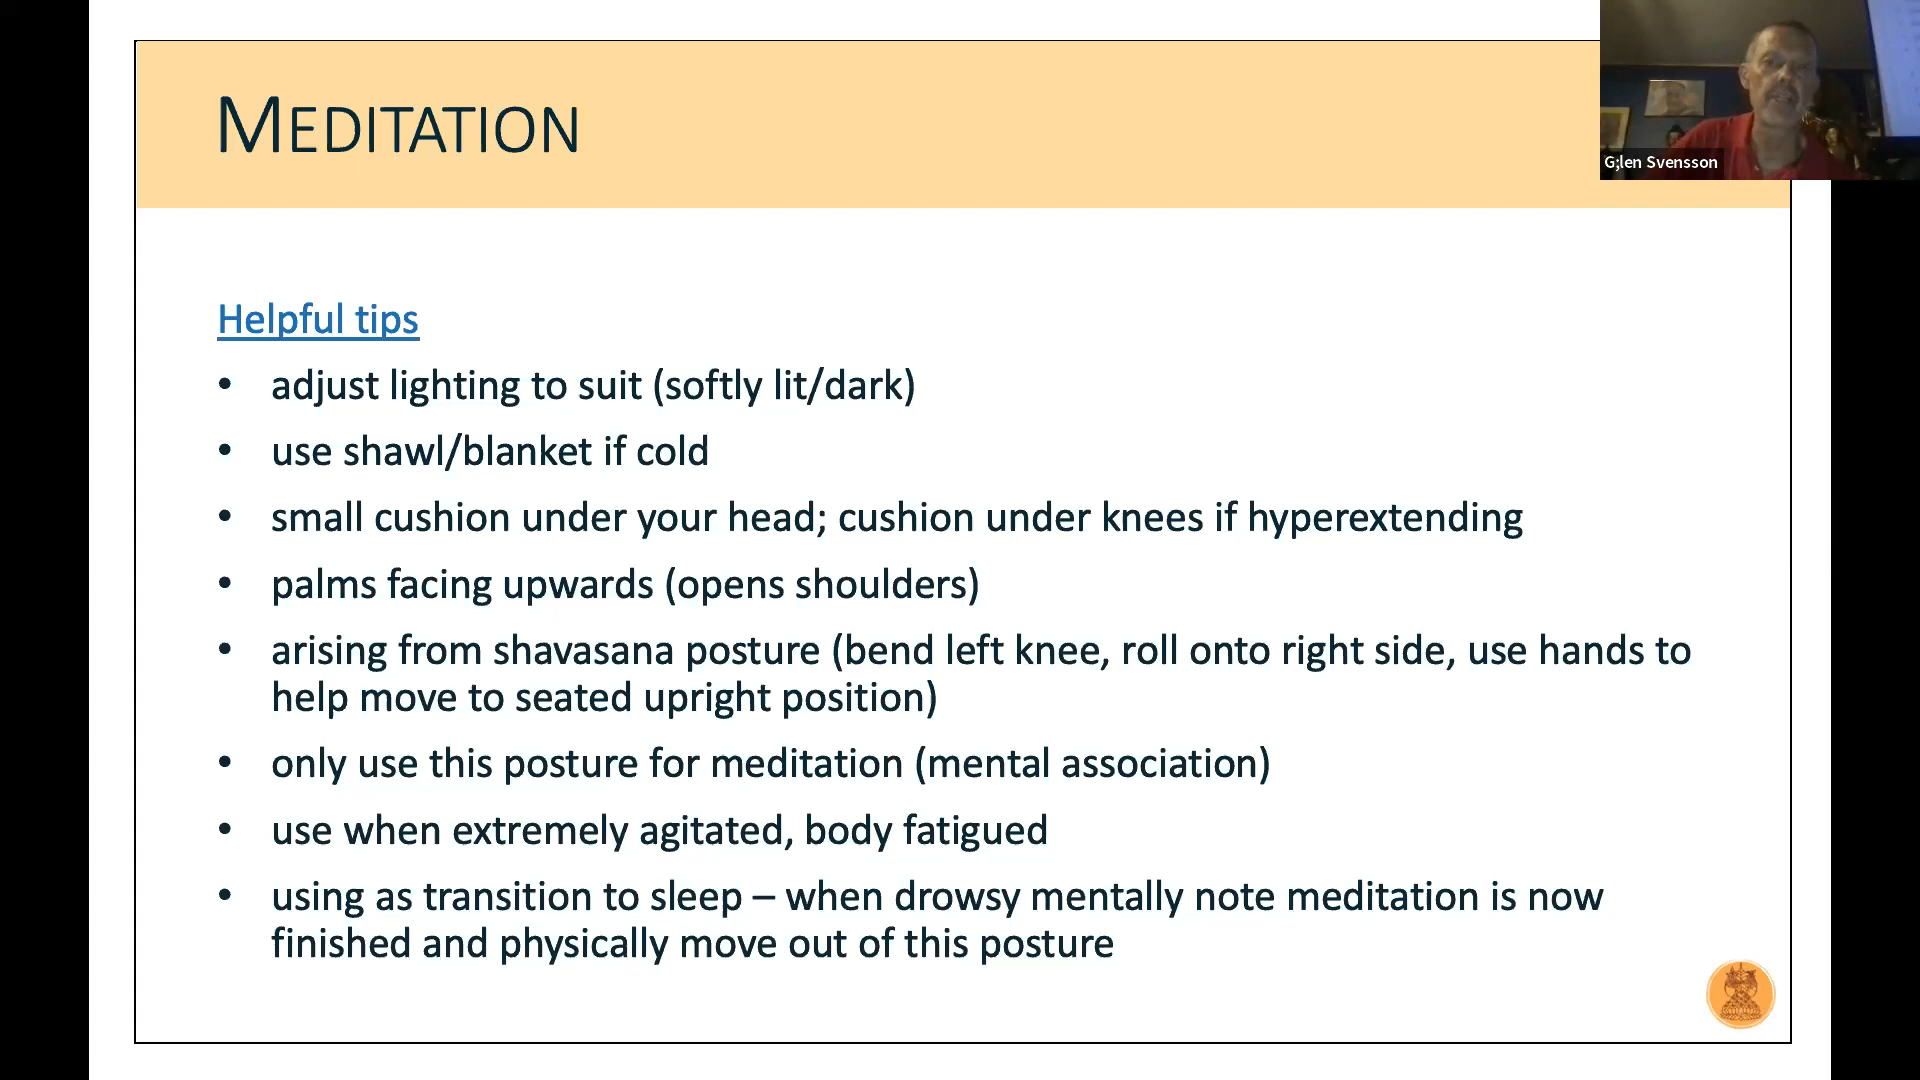 MEDITATION
G;len Svensson
Helpful tips
• adjust lighting to suit (softly lit/dark)
• use shawl/blanket if cold
• small cushion under your head; cushion under knees if hyperextending
• palms facing upwards (opens shoulders)
• arising from shavasana posture (bend left knee, roll onto right side, use hands to
help move to seated upright position)
• only use this posture for meditation (mental association)
• use when extremely agitated, body fatigued
• using as transition to sleep – when drowsy mentally note meditation is now
finished and physically move out of this posture